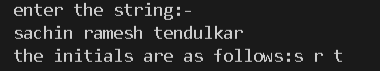 enter the string:-
sachin ramesh tendulkar
the initials are as follows:s r t